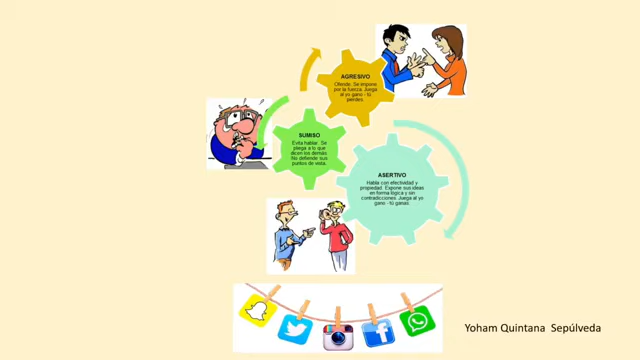 AGRESIVO
Ofende. Se impone
por la fuerza. Juega
al yo gano - tú
pierdes.
SUMISO
Evita hablar. Se
pliega a lo que
dicen los demás.
No defiende sus
puntos de vista.
ASERTIVO
Habla con efectividad y
propiedad. Expone sus ideas
en forma lógica y sin
contradicciones. Juega al yo
gano - tú ganas.
Yoham Quintana Sepúlveda